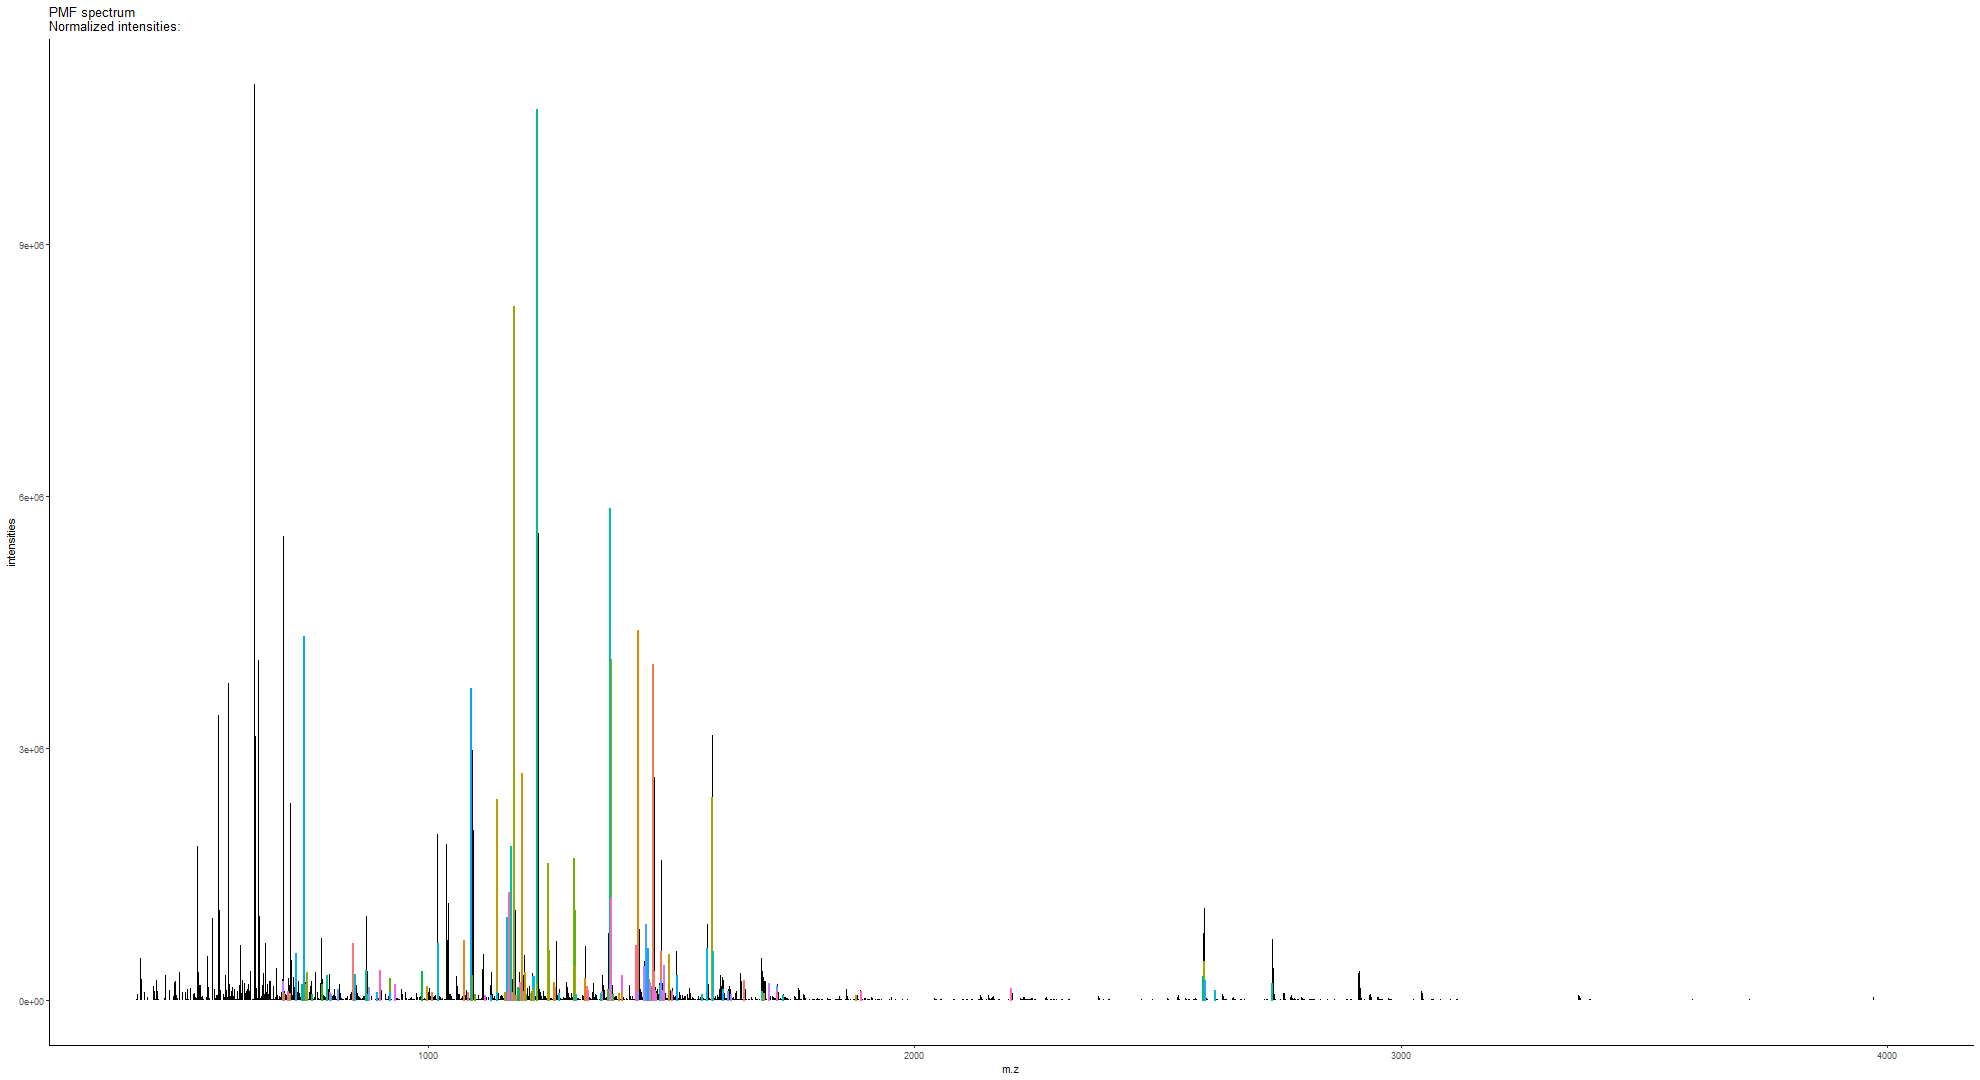 PMF spectrum
Normalized intensities:
intensities
9e+06
6e+06
3e+06
0e+00
1000
2000
3000
4000
m.z